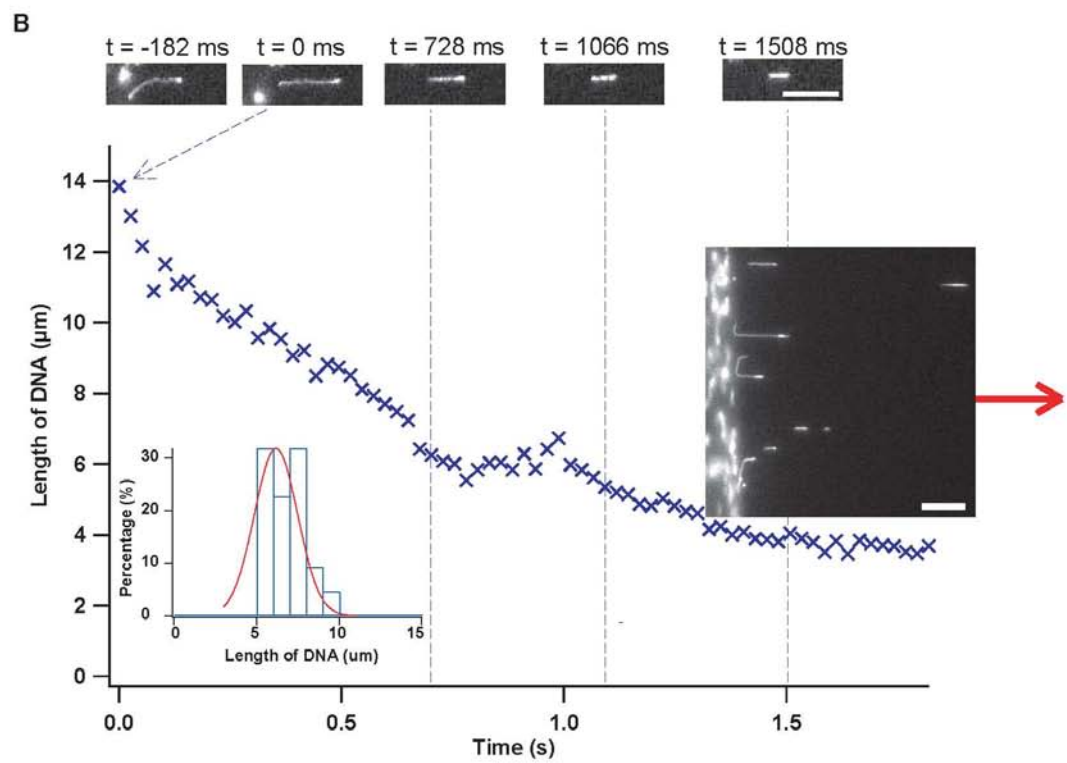 B
t = -182 ms t = 0 ms t = 728 ms t = 1066 ms t = 1508 ms
14
12
10
8
6
4
2
0
Length of DNA (µm)
0.0 0.5 1.0 1.5
Time (s)
30
20
10
0
Percentage (%)
0 5 10 15
Length of DNA (um)